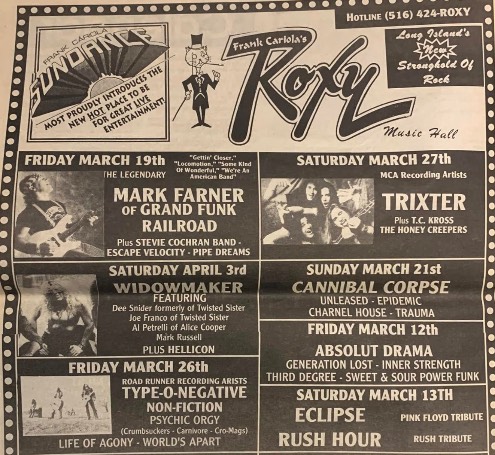 HOTLINE (516) 424-ROXY
FRANK CARIOLA'S
SUNDANCE
MOST PROUDLY INTRODUCES THE
NEW HOT PLACE TO BE
FOR GREAT LIVE
ENTERTAINMENT!
Frank Cariola's
Roxy
Music Hall
Long Island's
New
Stronghold Of
Rock
FRIDAY MARCH 19th
THE LEGENDARY
"Gettin' Closer,"
"Locomotion," "Some Kind
Of Wonderful," "We're An
American Band"
MARK FARNER
OF GRAND FUNK
RAILROAD
Plus STEVIE COCHRAN BAND -
ESCAPE VELOCITY - PIPE DREAMS
SATURDAY APRIL 3rd
WIDOWMAKER
FEATURING
Dee Snider formerly of Twisted Sister
Joe Franco of Twisted Sister
Al Petrelli of Alice Cooper
Mark Russell
PLUS HELLICON
FRIDAY MARCH 26th
ROAD RUNNER RECORDING ARISTS
TYPE-O-NEGATIVE
NON-FICTION
PSYCHIC ORGY
(Crumbsuckers - Carnivore - Cro-Mags)
LIFE OF AGONY - WORLD'S APART
SATURDAY MARCH 27th
MCA Recording Artists
TRIXTER
Plus T.C. KROSS
THE HONEY CREEPERS
SUNDAY MARCH 21st
CANNIBAL CORPSE
UNLEASED - EPIDEMIC
CHARNEL HOUSE - TRAUMA
FRIDAY MARCH 12th
ABSOLUT DRAMA
GENERATION LOST - INNER STRENGTH
THIRD DEGREE - SWEET & SOUR POWER FUNK
SATURDAY MARCH 13TH
ECLIPSE PINK FLOYD TRIBUTE
RUSH HOUR RUSH TRIBUTE